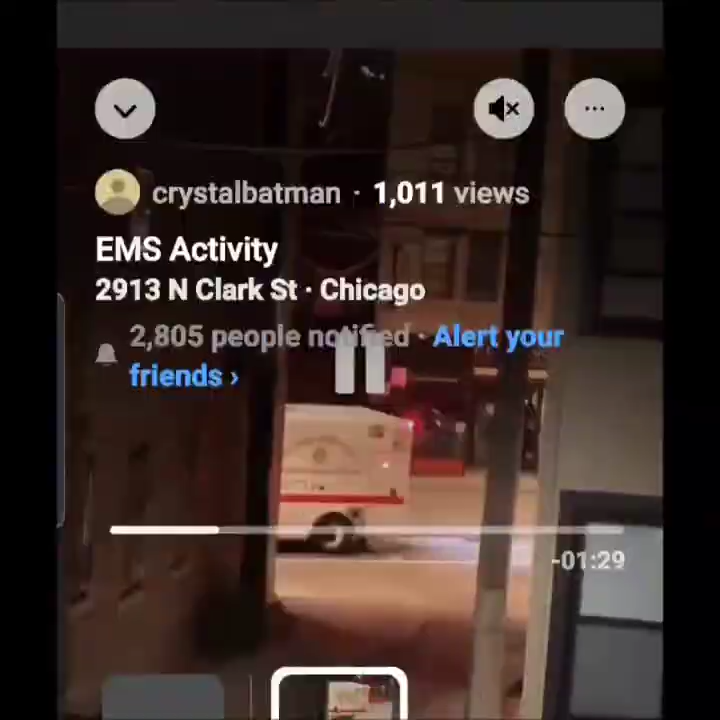 crystalbatman · 1,011 views
EMS Activity
2913 N Clark St · Chicago
2,805 people notified · Alert your
friends ›
-01:29